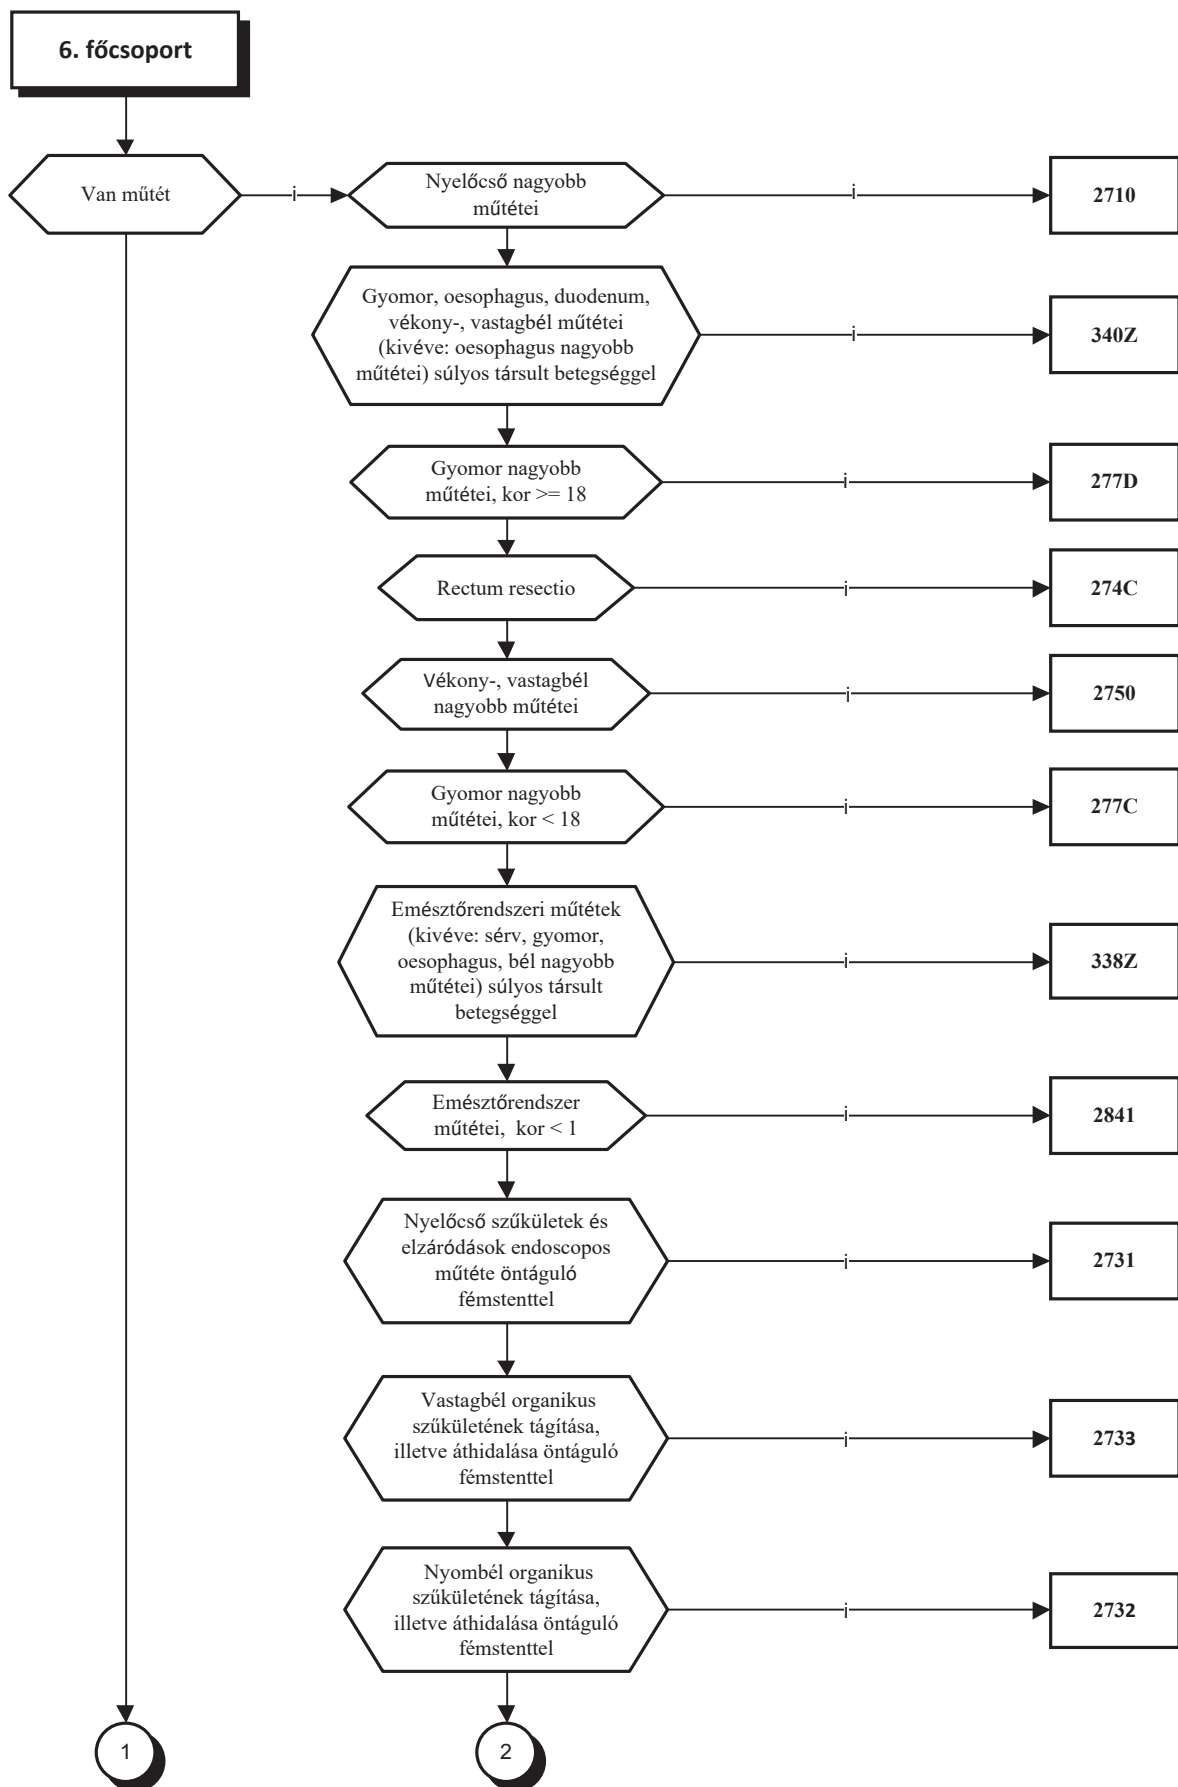 6. főcsoport
Van műtét
i
Nyelőcső nagyobb
műtétei
i
2710
Gyomor, oesophagus, duodenum,
vékony-, vastagbél műtétei
(kivéve: oesophagus nagyobb
műtétei) súlyos társult betegséggel
i
340Z
Gyomor nagyobb
műtétei, kor >= 18
i
277D
Rectum resectio
i
274C
Vékony-, vastagbél
nagyobb műtétei
i
2750
Gyomor nagyobb
műtétei, kor < 18
i
277C
Emésztőrendszeri műtétek
(kivéve: sérv, gyomor,
oesophagus, bél nagyobb
műtétei) súlyos társult
betegséggel
i
338Z
Emésztőrendszer
műtétei, kor < 1
i
2841
Nyelőcső szűkületek és
elzáródások endoscopos
műtéte öntáguló
fémstenttel
i
2731
Vastagbél organikus
szűkületének tágítása,
illetve áthidalása öntáguló
fémstenttel
i
2733
Nyombél organikus
szűkületének tágítása,
illetve áthidalása öntáguló
fémstenttel
i
2732
1
2